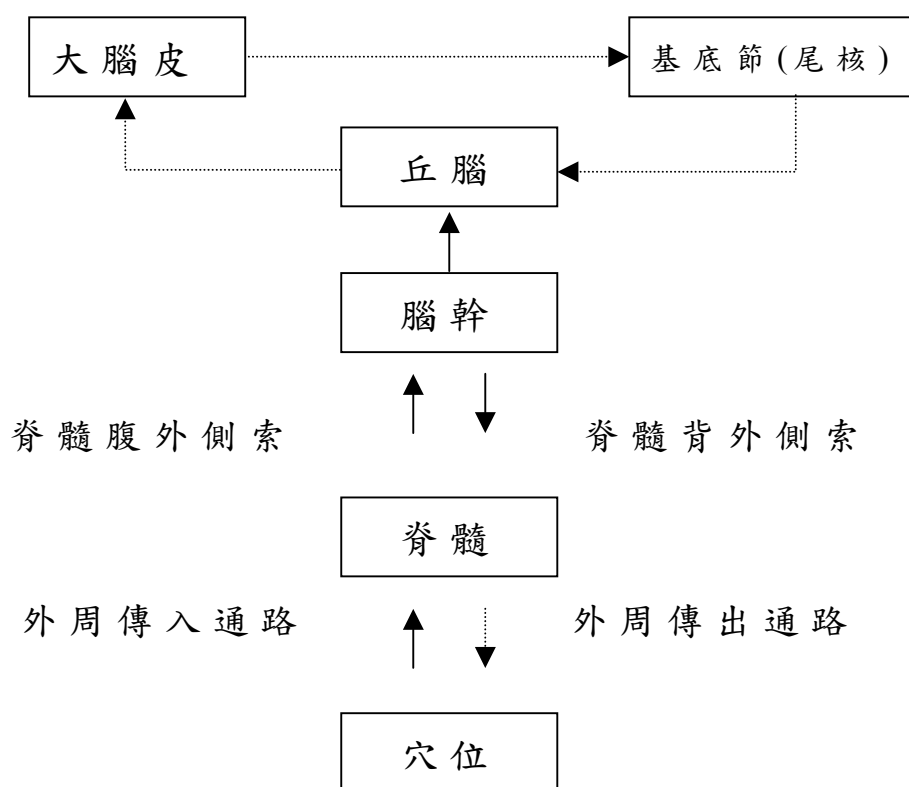 大腦皮
基底節(尾核)
丘腦
腦幹
脊髓腹外側索
脊髓背外側索
脊髓
外周傳入通路
外周傳出通路
穴位